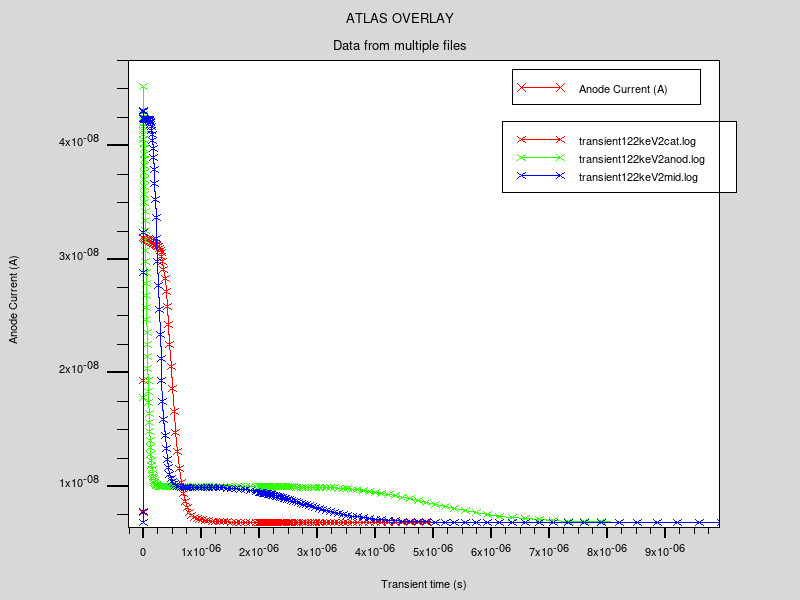 ATLAS OVERLAY
Data from multiple files
Anode Current (A)
transient122keV2cat.log
transient122keV2anod.log
transient122keV2mid.log
4x10-08
3x10-08
2x10-08
1x10-08
Anode Current (A)
0 1x10-06 2x10-06 3x10-06 4x10-06 5x10-06 6x10-06 7x10-06 8x10-06 9x10-06
Transient time (s)